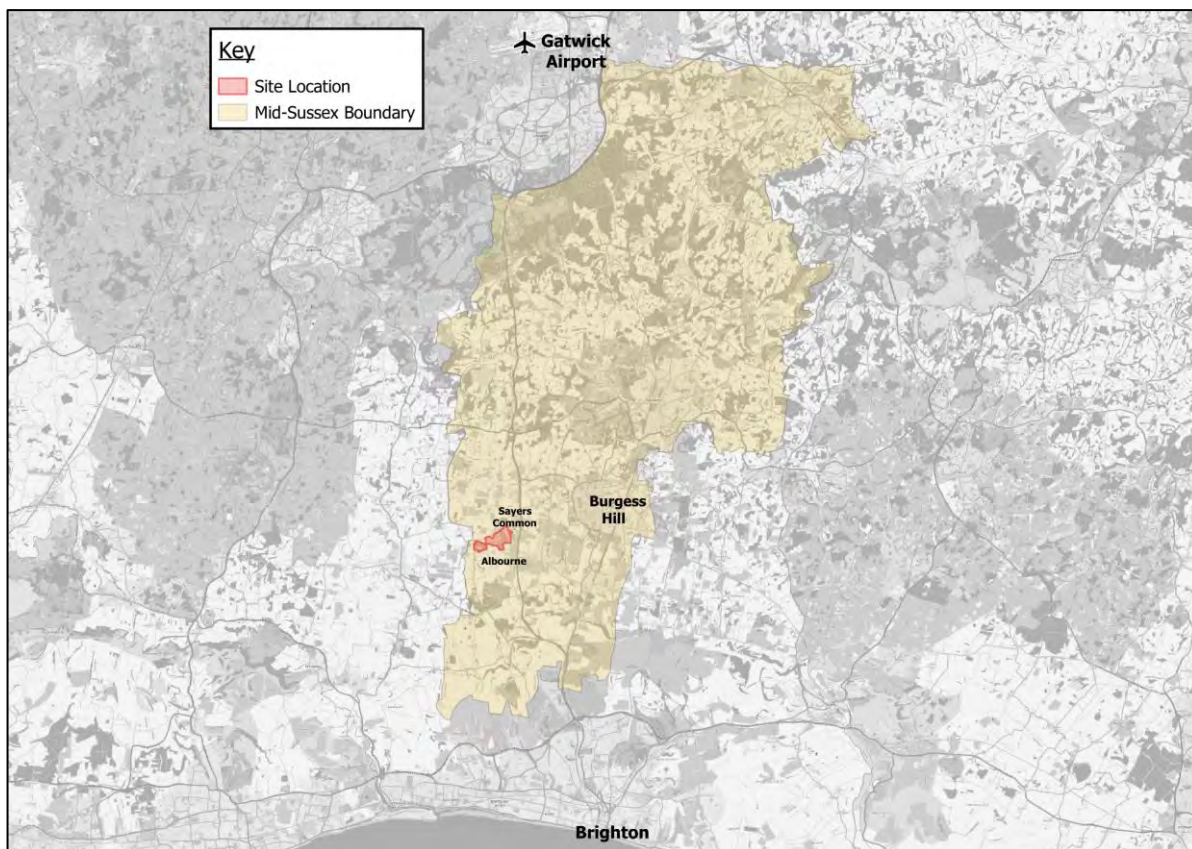 Key
Site Location
Mid-Sussex Boundary
Gatwick
Airport
Sayers
Common
Albourne
Burgess
Hill
Brighton